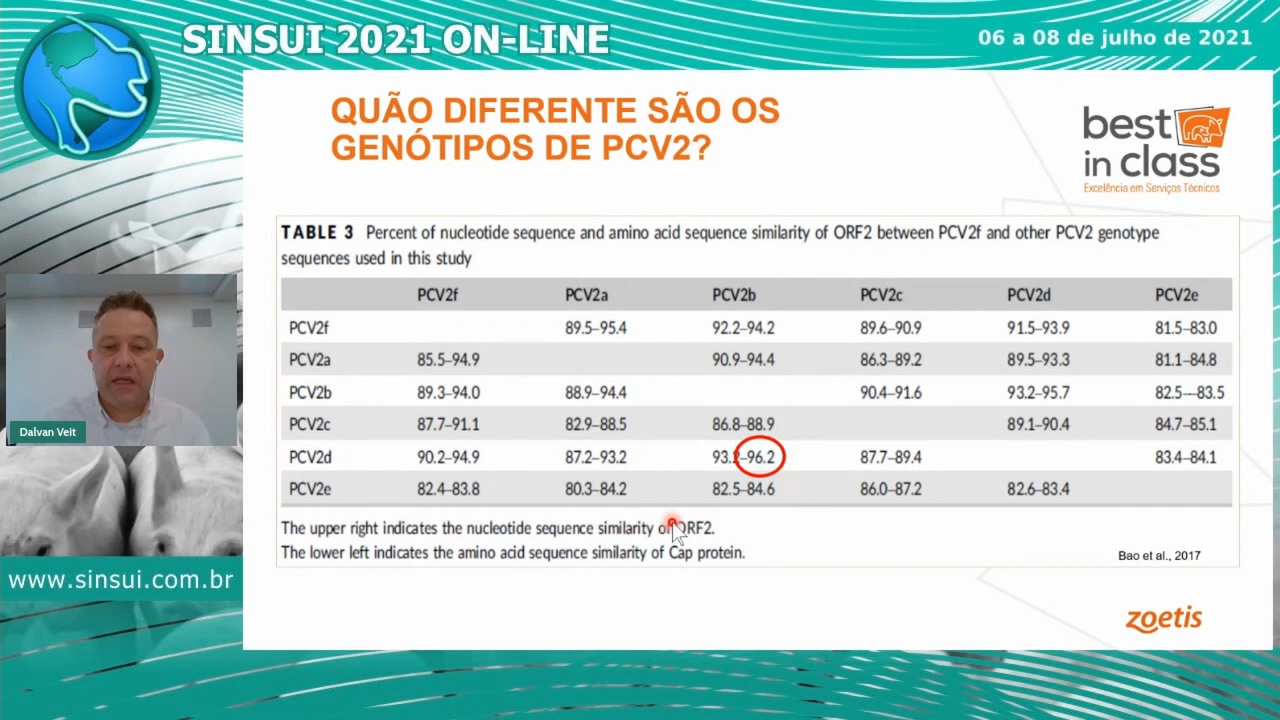 SINSUI 2021 ON-LINE
06 a 08 de julho de 2021
QUÃO DIFERENTE SÃO OS
GENÓTIPOS DE PCV2?
best
in class
Excelência em Serviços Técnicos
TABLE 3 Percent of nucleotide sequence and amino acid sequence similarity of ORF2 between PCV2f and other PCV2 genotype
sequences used in this study
PCV2f PCV2a PCV2b PCV2c PCV2d PCV2e
PCV2f 89.5–95.4 92.2–94.2 89.6–90.9 91.5–93.9 81.5–83.0
PCV2a 85.5–94.9 90.9–94.4 86.3–89.2 89.5–93.3 81.1–84.8
PCV2b 89.3–94.0 88.9–94.4 90.4–91.6 93.2–95.7 82.5-–83.5
PCV2c 87.7–91.1 82.9–88.5 86.8–88.9 89.1–90.4 84.7–85.1
PCV2d 90.2–94.9 87.2–93.2 93.2–96.2 87.7–89.4 83.4–84.1
PCV2e 82.4–83.8 80.3–84.2 82.5–84.6 86.0–87.2 82.6–83.4
The upper right indicates the nucleotide sequence similarity of ORF2.
The lower left indicates the amino acid sequence similarity of Cap protein.
Bao et al., 2017
Dalvan Veit
www.sinsui.com.br
zoetis